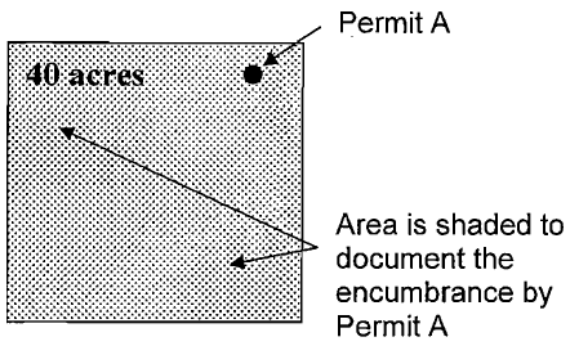 Permit A
40 acres
Area is shaded to
document the
encumbrance by
Permit A